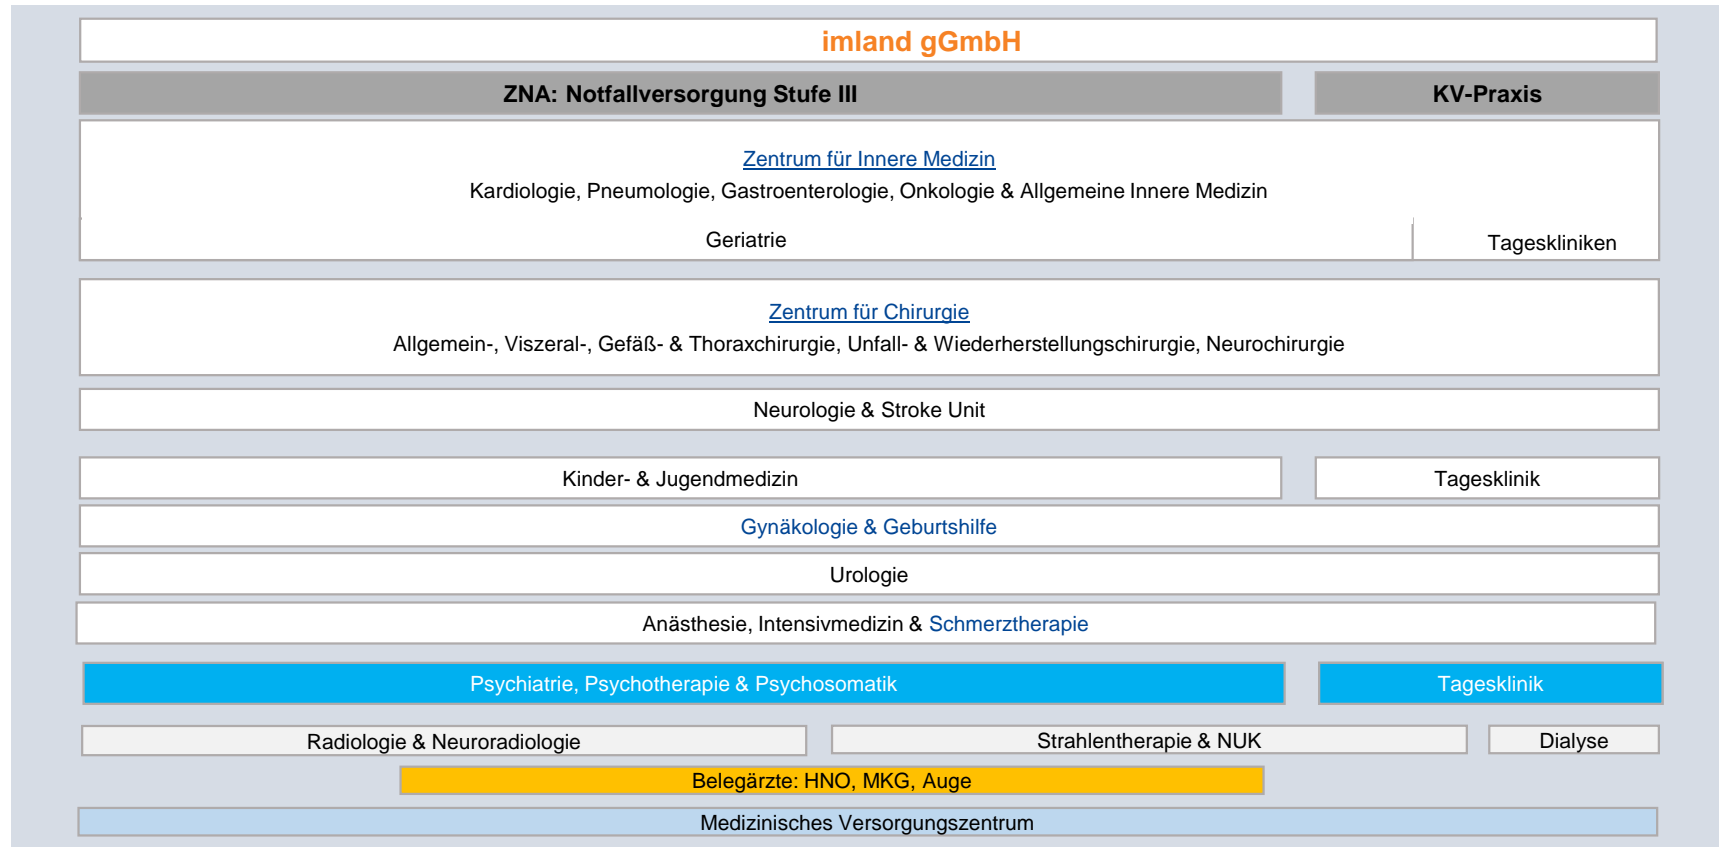 imland gGmbH
ZNA: Notfallversorgung Stufe III
KV-Praxis
Zentrum für Innere Medizin
Kardiologie, Pneumologie, Gastroenterologie, Onkologie & Allgemeine Innere Medizin
Geriatrie
Tageskliniken
Zentrum für Chirurgie
Allgemein-, Viszeral-, Gefäß- & Thoraxchirurgie, Unfall- & Wiederherstellungschirurgie, Neurochirurgie
Neurologie & Stroke Unit
Kinder- & Jugendmedizin
Tagesklinik
Gynäkologie & Geburtshilfe
Urologie
Anästhesie, Intensivmedizin & Schmerztherapie
Psychiatrie, Psychotherapie & Psychosomatik
Tagesklinik
Radiologie & Neuroradiologie
Strahlentherapie & NUK
Dialyse
Belegärzte: HNO, MKG, Auge
Medizinisches Versorgungszentrum